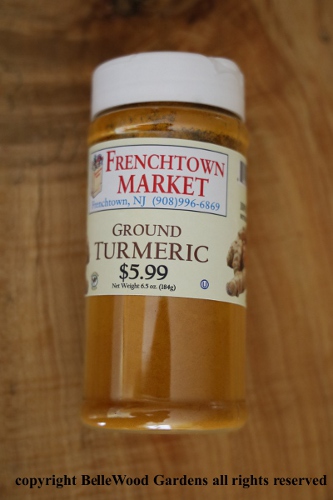 FRENCHTOWN
MARKET
Frenchtown, NJ (908)996-6869
GROUND
TURMERIC
$5.99
Net Weight 6.5 oz. (184g)
U
copyright BelleWood Gardens all rights reserved